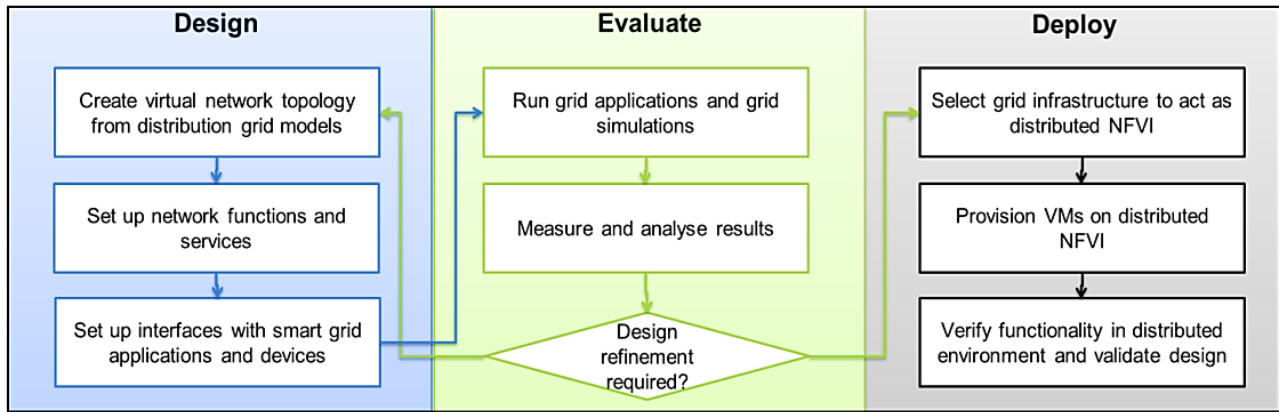 Design
Create virtual network topology
from distribution grid models
Set up network functions and
services
Set up interfaces with smart grid
applications and devices
Evaluate
Run grid applications and grid
simulations
Measure and analyse results
Design
refinement
required?
Deploy
Select grid infrastructure to act as
distributed NFVI
Provision VMs on distributed
NFVI
Verify functionality in distributed
environment and validate design